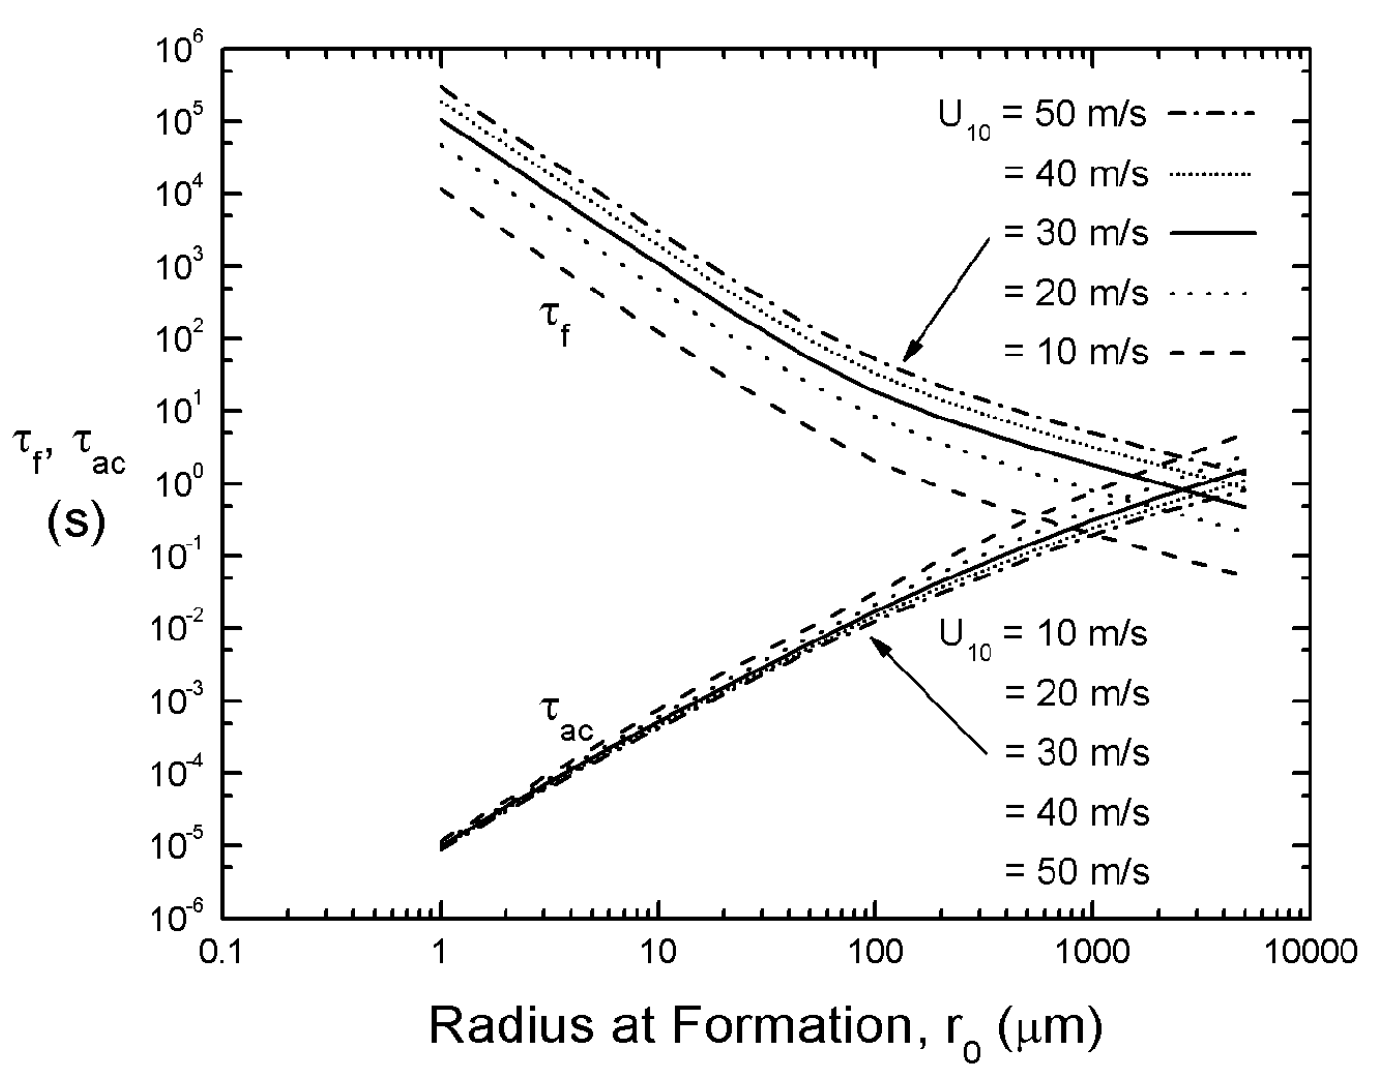 10^6
10^5
10^4
10^3
10^2
10^1
10^0
10^-1
10^-2
10^-3
10^-4
10^-5
10^-6
τ_f, τ_ac
(s)
U_10 = 50 m/s
= 40 m/s
= 30 m/s
= 20 m/s
= 10 m/s
τ_f
τ_ac
U_10 = 10 m/s
= 20 m/s
= 30 m/s
= 40 m/s
= 50 m/s
0.1 1 10 100 1000 10000
Radius at Formation, r_0 (μm)